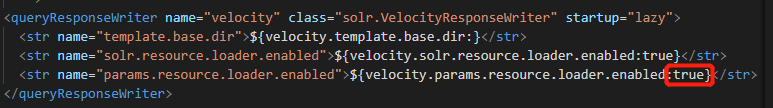 <queryResponseWriter name="velocity" class="solr.VelocityResponseWriter" startup="lazy">
<str name="template.base.dir">${velocity.template.base.dir:}</str>
<str name="solr.resource.loader.enabled">${velocity.solr.resource.loader.enabled:true}</str>
<str name="params.resource.loader.enabled">${velocity.params.resource.loader.enabled:true}</str>
</queryResponseWriter>